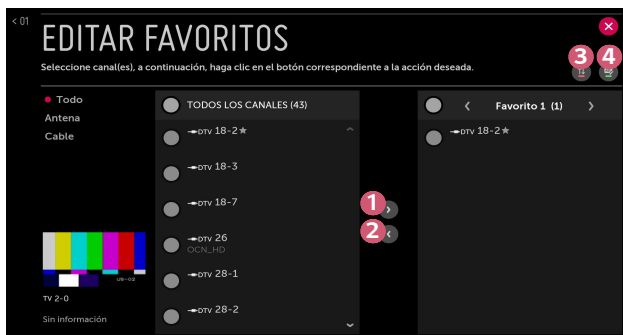 < 01
EDITAR FAVORITOS
Seleccione canal(es), a continuación, haga clic en el botón correspondiente a la acción deseada.
3 4
Todo
Antena
Cable
TODOS LOS CANALES (43)
DTV 18-2★
DTV 18-3
DTV 18-7
DTV 26
OCN_HD
DTV 28-1
DTV 28-2
1 >
2 <
< Favorito 1 (1) >
DTV 18-2★
US-02
TV 2-0
Sin información